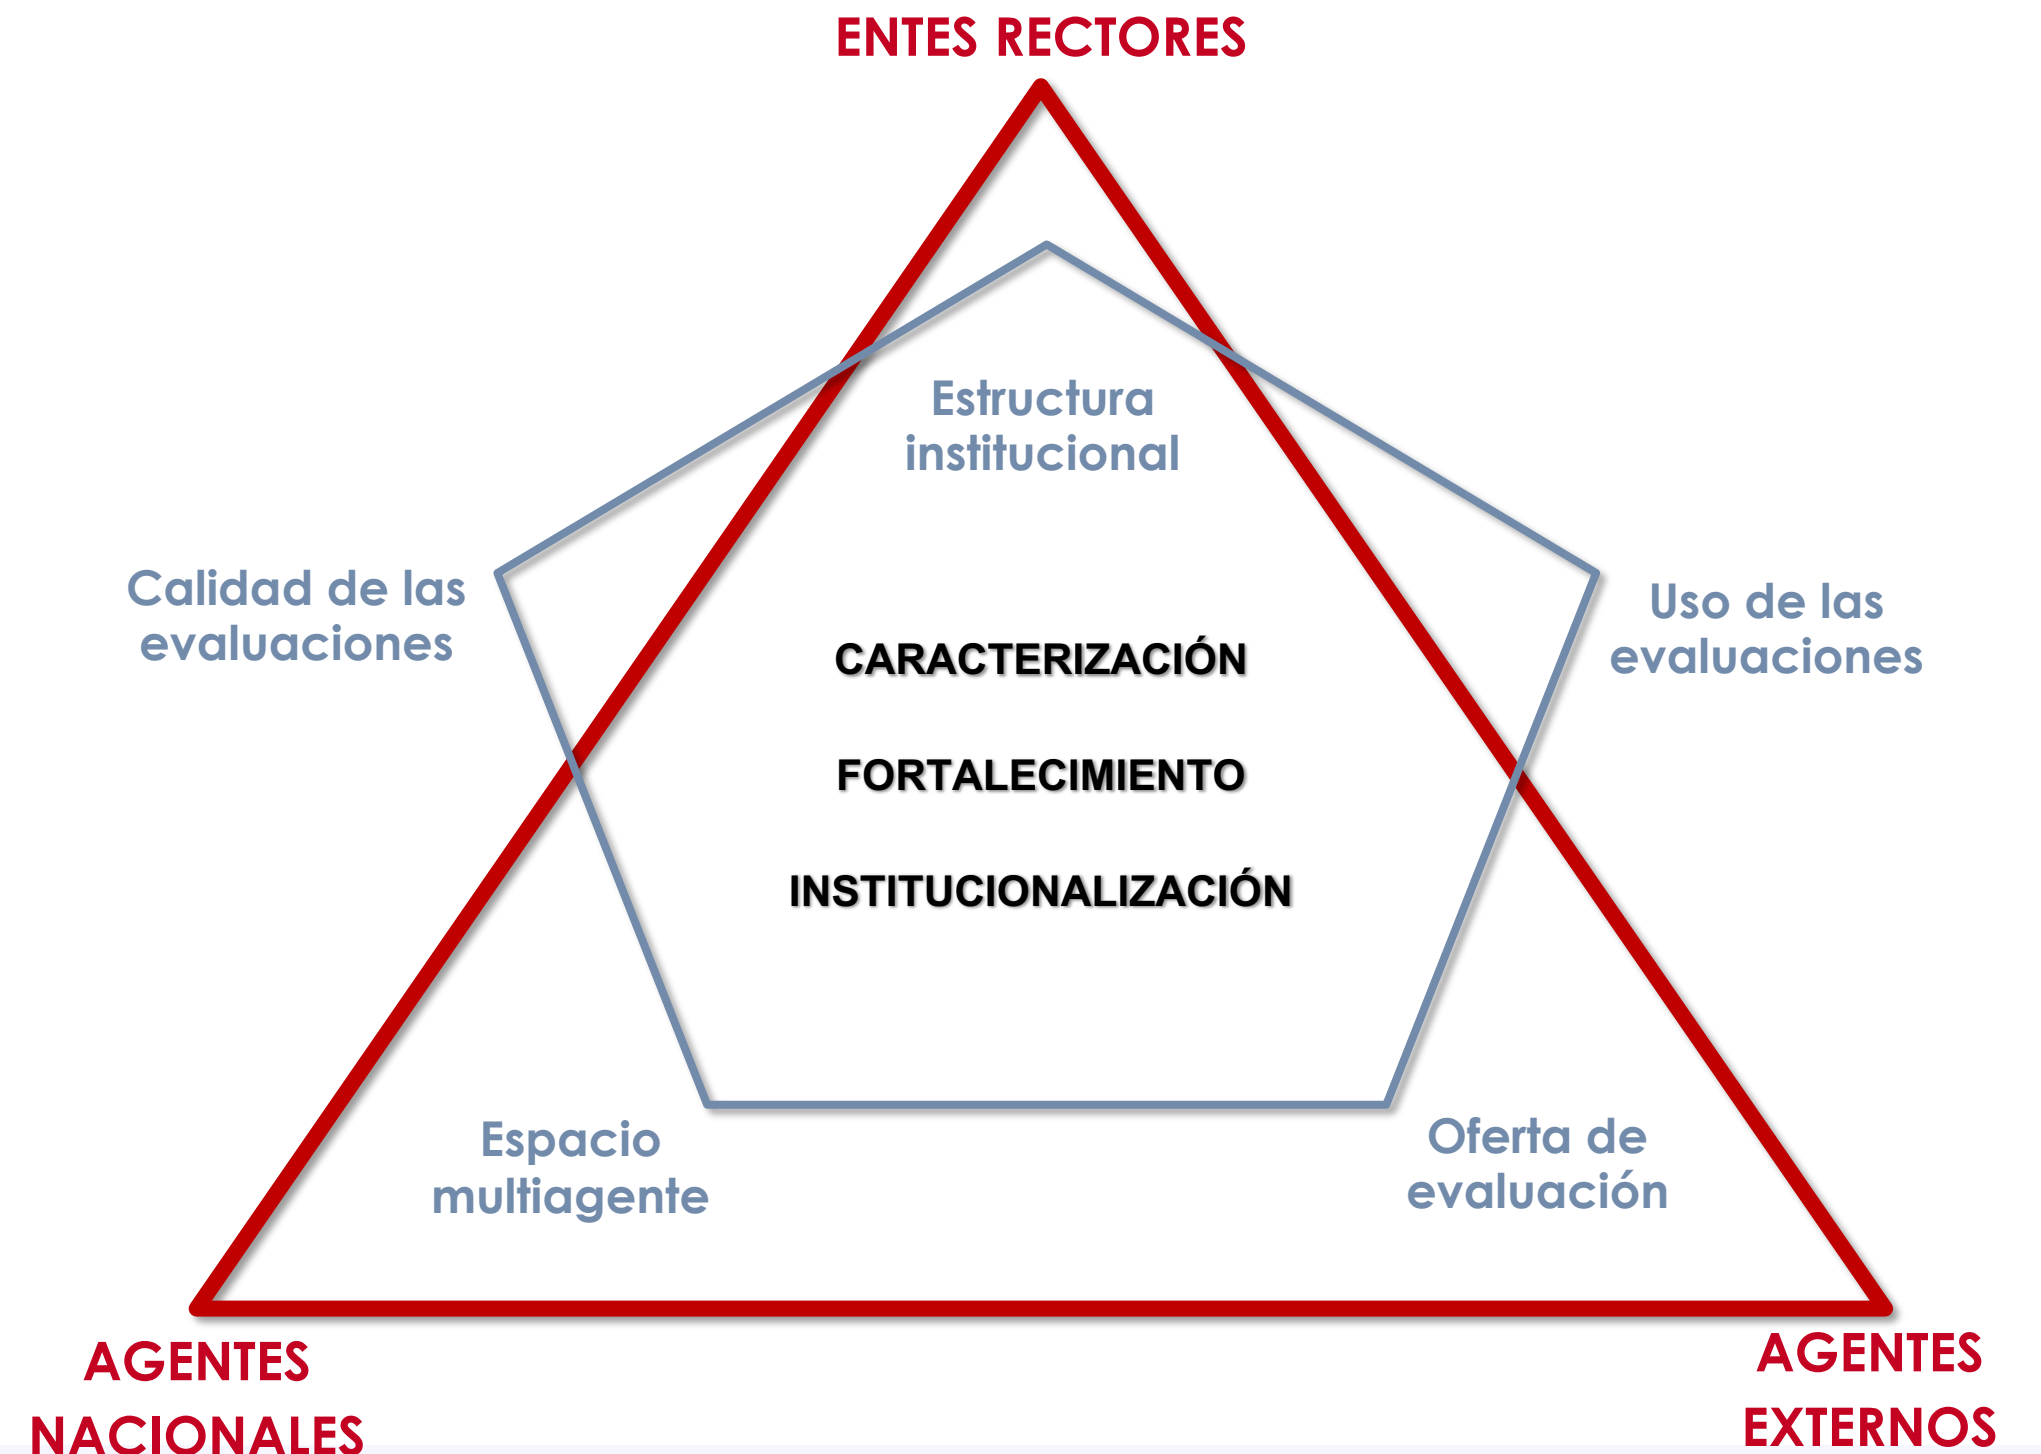 ENTES RECTORES
Estructura
institucional
Calidad de las
evaluaciones
Uso de las
evaluaciones
CARACTERIZACIÓN
FORTALECIMIENTO
INSTITUCIONALIZACIÓN
Espacio
multiagente
Oferta de
evaluación
AGENTES
NACIONALES
AGENTES
EXTERNOS